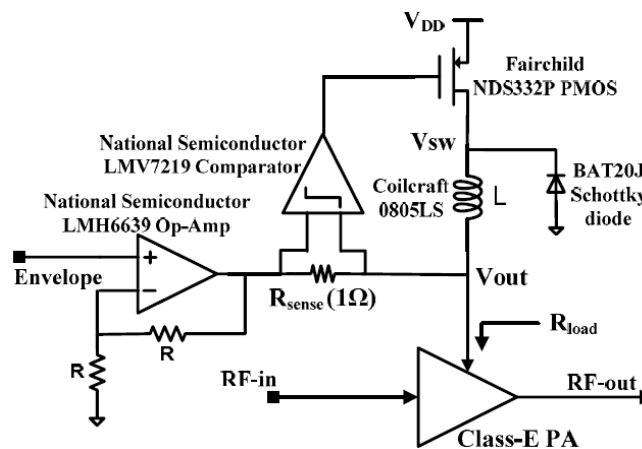 V_DD
Fairchild
NDS332P PMOS
National Semiconductor
LMV7219 Comparator
Vsw
Coilcraft
0805LS
L
BAT20J
Schottky
diode
National Semiconductor
LMH6639 Op-Amp
+
−
Envelope
R_sense (1Ω)
Vout
R
R
R_load
RF-in
RF-out
Class-E PA